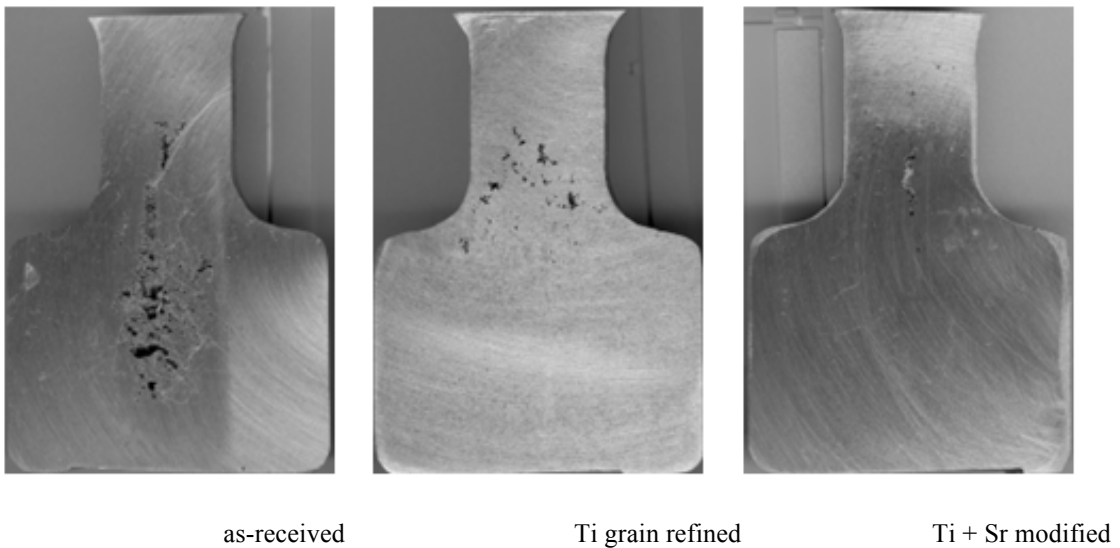 as-received
Ti grain refined
Ti + Sr modified